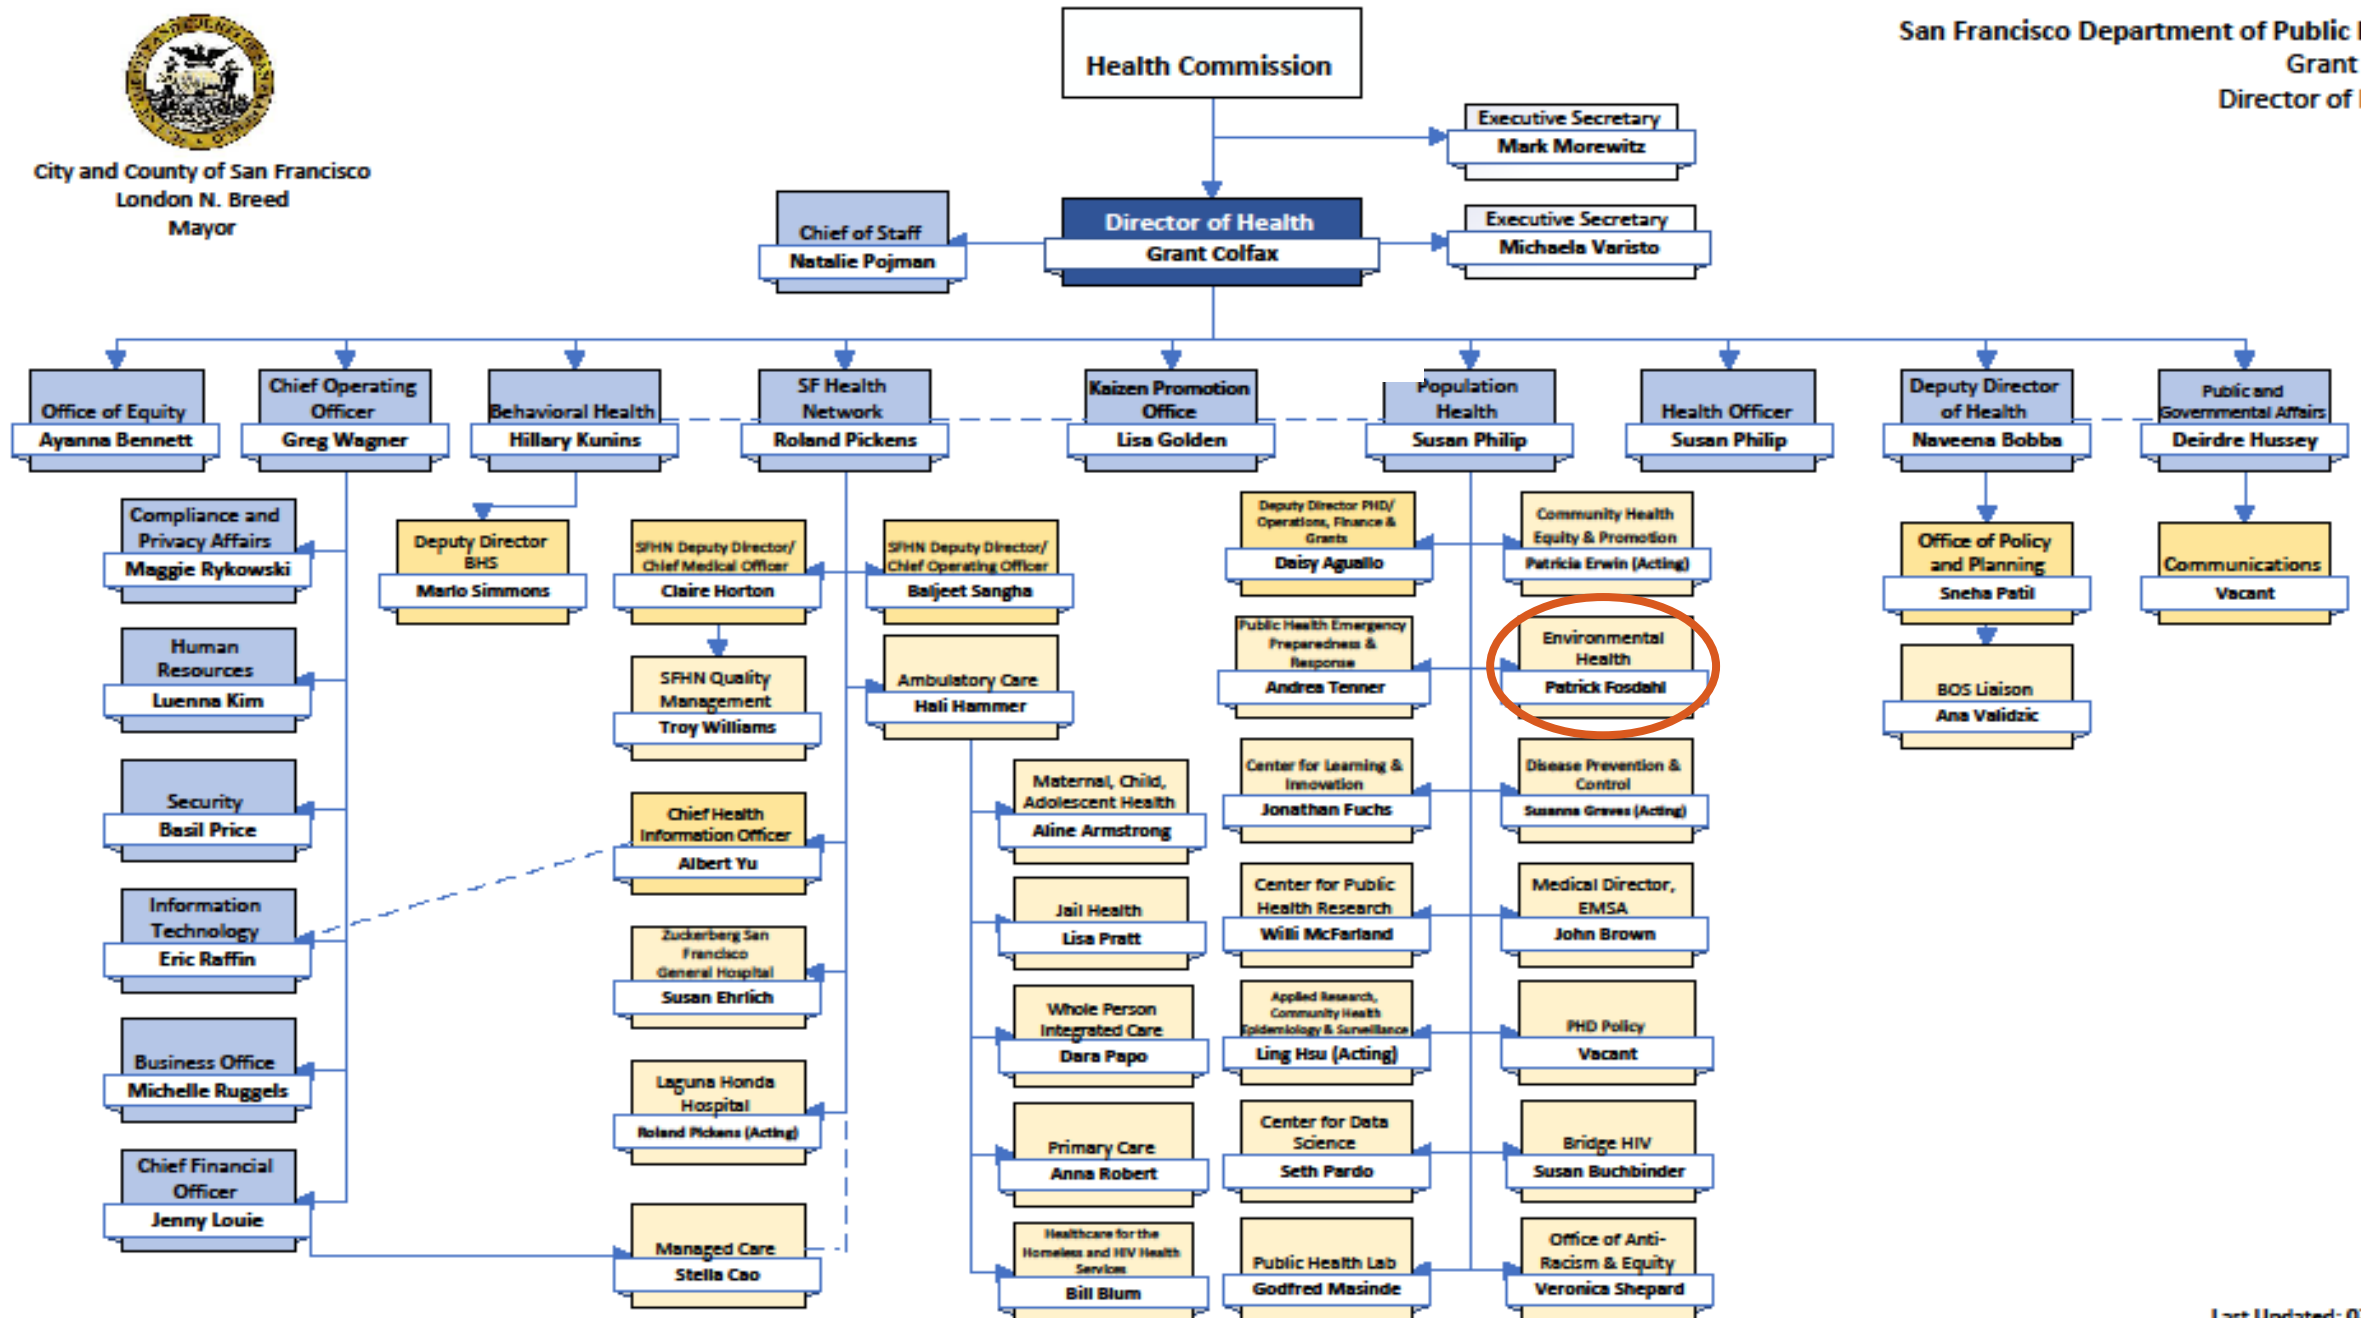 San Francisco Department of Public
Grant
Director of
City and County of San Francisco
London N. Breed
Mayor
Health Commission
Executive Secretary
Mark Morewitz
Director of Health
Grant Colfax
Chief of Staff
Natalie Pojman
Executive Secretary
Michaela Varisto
Office of Equity
Ayanna Bennett
Chief Operating
Officer
Greg Wagner
Behavioral Health
Hillary Kunins
SF Health
Network
Roland Pickens
Kaizen Promotion
Office
Lisa Golden
Population
Health
Susan Philip
Health Officer
Susan Philip
Deputy Director
of Health
Naveena Bobba
Public and
Governmental Affairs
Deirdre Hussey
Compliance and
Privacy Affairs
Maggie Rykowski
Human
Resources
Luenna Kim
Security
Basil Price
Information
Technology
Eric Raffin
Business Office
Michelle Ruggels
Chief Financial
Officer
Jenny Louie
Deputy Director
BHS
Marlo Simmons
SFHN Deputy Director/
Chief Medical Officer
Claire Horton
SFHN Quality
Management
Troy Williams
Chief Health
Information Officer
Albert Yu
Zuckerberg San
Francisco
General Hospital
Susan Ehrlich
Laguna Honda
Hospital
Roland Pickens (Acting)
Managed Care
Stella Cao
SFHN Deputy Director/
Chief Operating Officer
Baljeet Sangha
Ambulatory Care
Hali Hammer
Maternal, Child,
Adolescent Health
Aline Armstrong
Jail Health
Lisa Pratt
Whole Person
Integrated Care
Dara Papo
Primary Care
Anna Robert
Healthcare for the
Homeless and HIV Health
Services
Bill Blum
Deputy Director PHD/
Operations, Finance &
Grants
Daisy Aguallo
Public Health Emergency
Preparedness &
Response
Andrea Tenner
Center for Learning &
Innovation
Jonathan Fuchs
Center for Public
Health Research
Willi McFarland
Applied Research,
Community Health
Epidemiology & Surveillance
Ling Hsu (Acting)
Center for Data
Science
Seth Pardo
Public Health Lab
Godfred Masinde
Community Health
Equity & Promotion
Patricia Erwin (Acting)
Environmental
Health
Patrick Fosdahl
Disease Prevention &
Control
Susanna Graves (Acting)
Medical Director,
EMSA
John Brown
PHD Policy
Vacant
Bridge HIV
Susan Buchbinder
Office of Anti-
Racism & Equity
Veronica Shepard
Office of Policy
and Planning
Sneha Patil
BOS Liaison
Ana Validzic
Communications
Vacant
Last Updated: